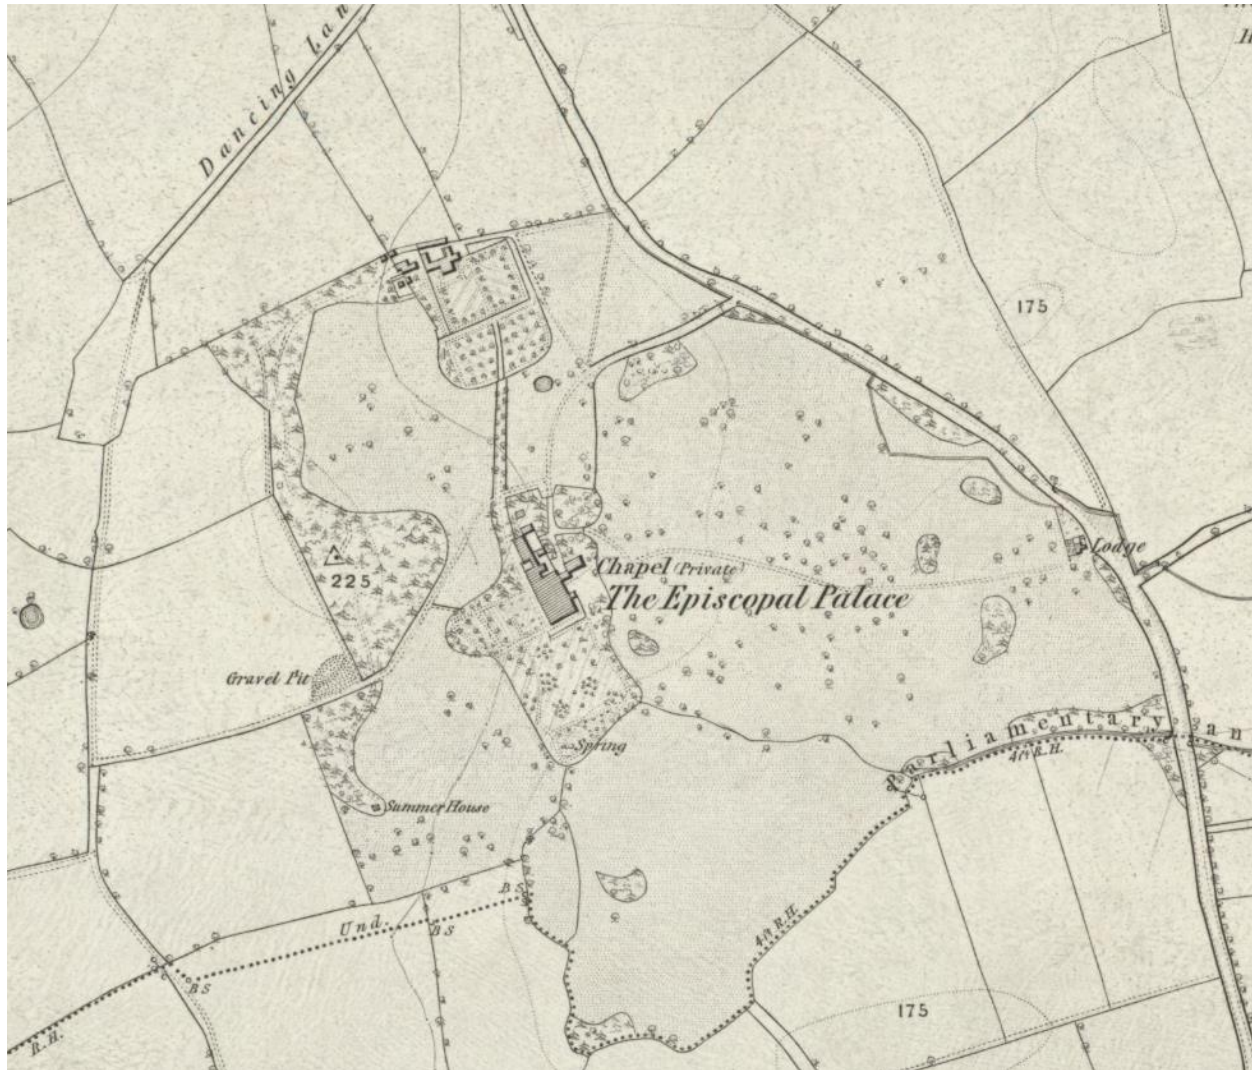 Dancing Lan
175
Lodge
225
Chapel (Private)
The Episcopal Palace
Gravel Pit
Spring
Parliamentary an
4ft R.H.
Summer House
B S
Und.
B S
4ft R.H.
B S
175
R.H.